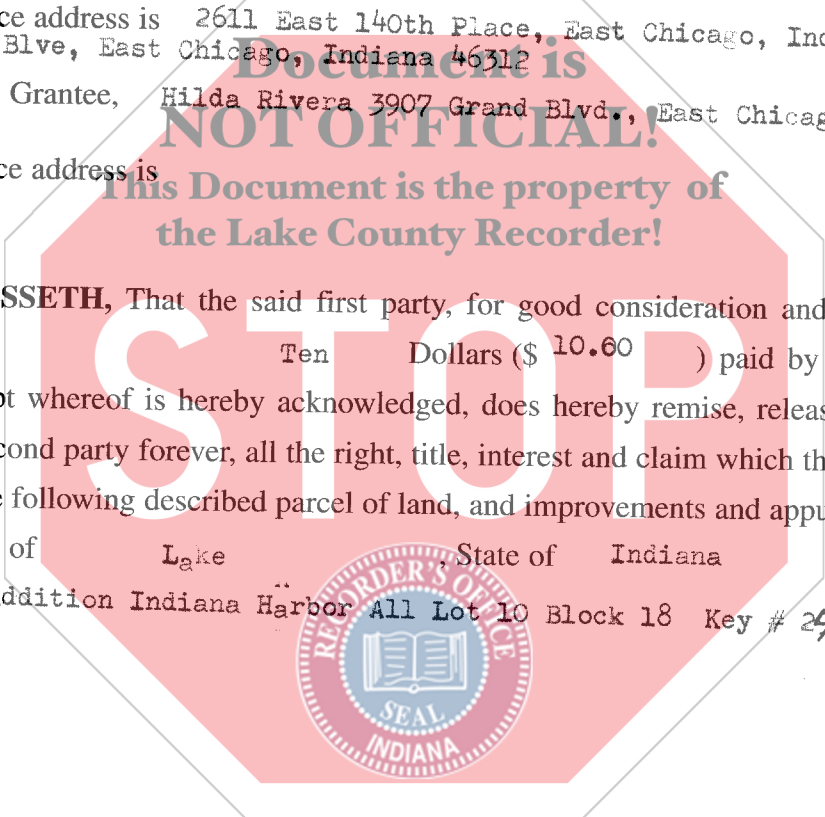 ce address is 2611 East 140th Place, East Chicago, Ind
Blve, East Chicago, Indiana 46312
Document is
Grantee, Hilda Rivera 3907 Grand Blvd., East Chicag
NOT OFFICIAL!
ce address is
This Document is the property of
the Lake County Recorder!
SSETH, That the said first party, for good consideration and
STOP
Ten Dollars ($ 10.00 ) paid by
ot whereof is hereby acknowledged, does hereby remise, releas
cond party forever, all the right, title, interest and claim which th
e following described parcel of land, and improvements and appu
of Lake , State of Indiana
ddition Indiana Harbor All Lot 10 Block 18 Key #
RECORDER'S OFFICE
SEAL
INDIANA